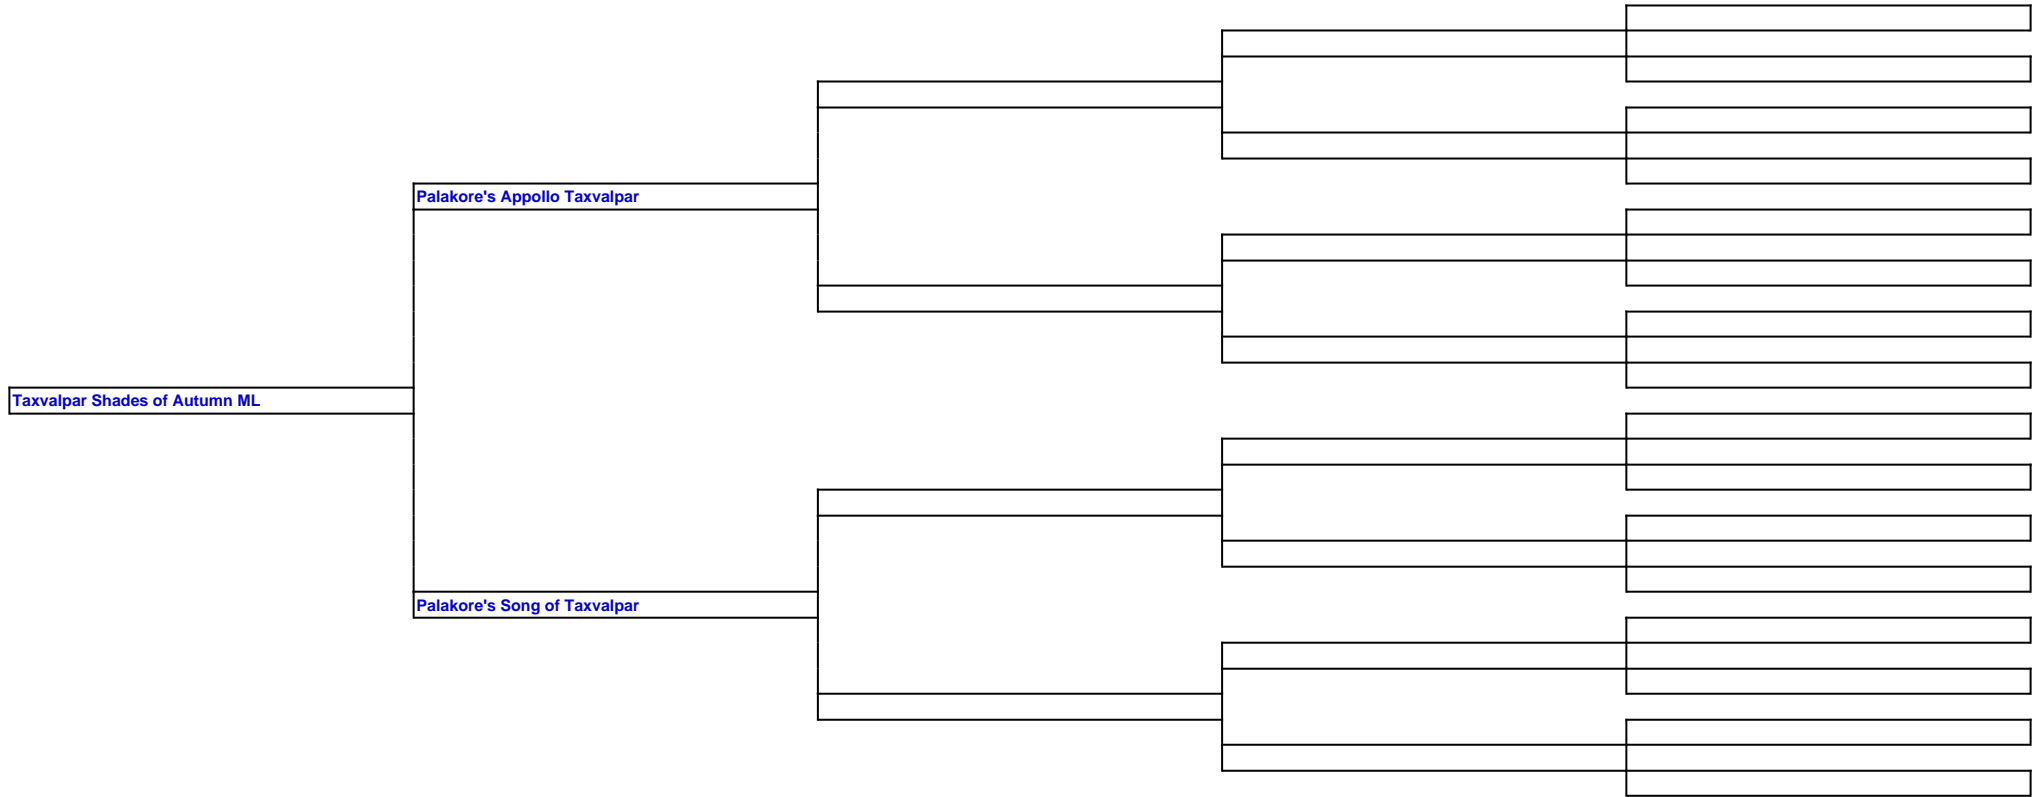 Palakore's Appollo Taxvalpar
Taxvalpar Shades of Autumn ML
Palakore's Song of Taxvalpar